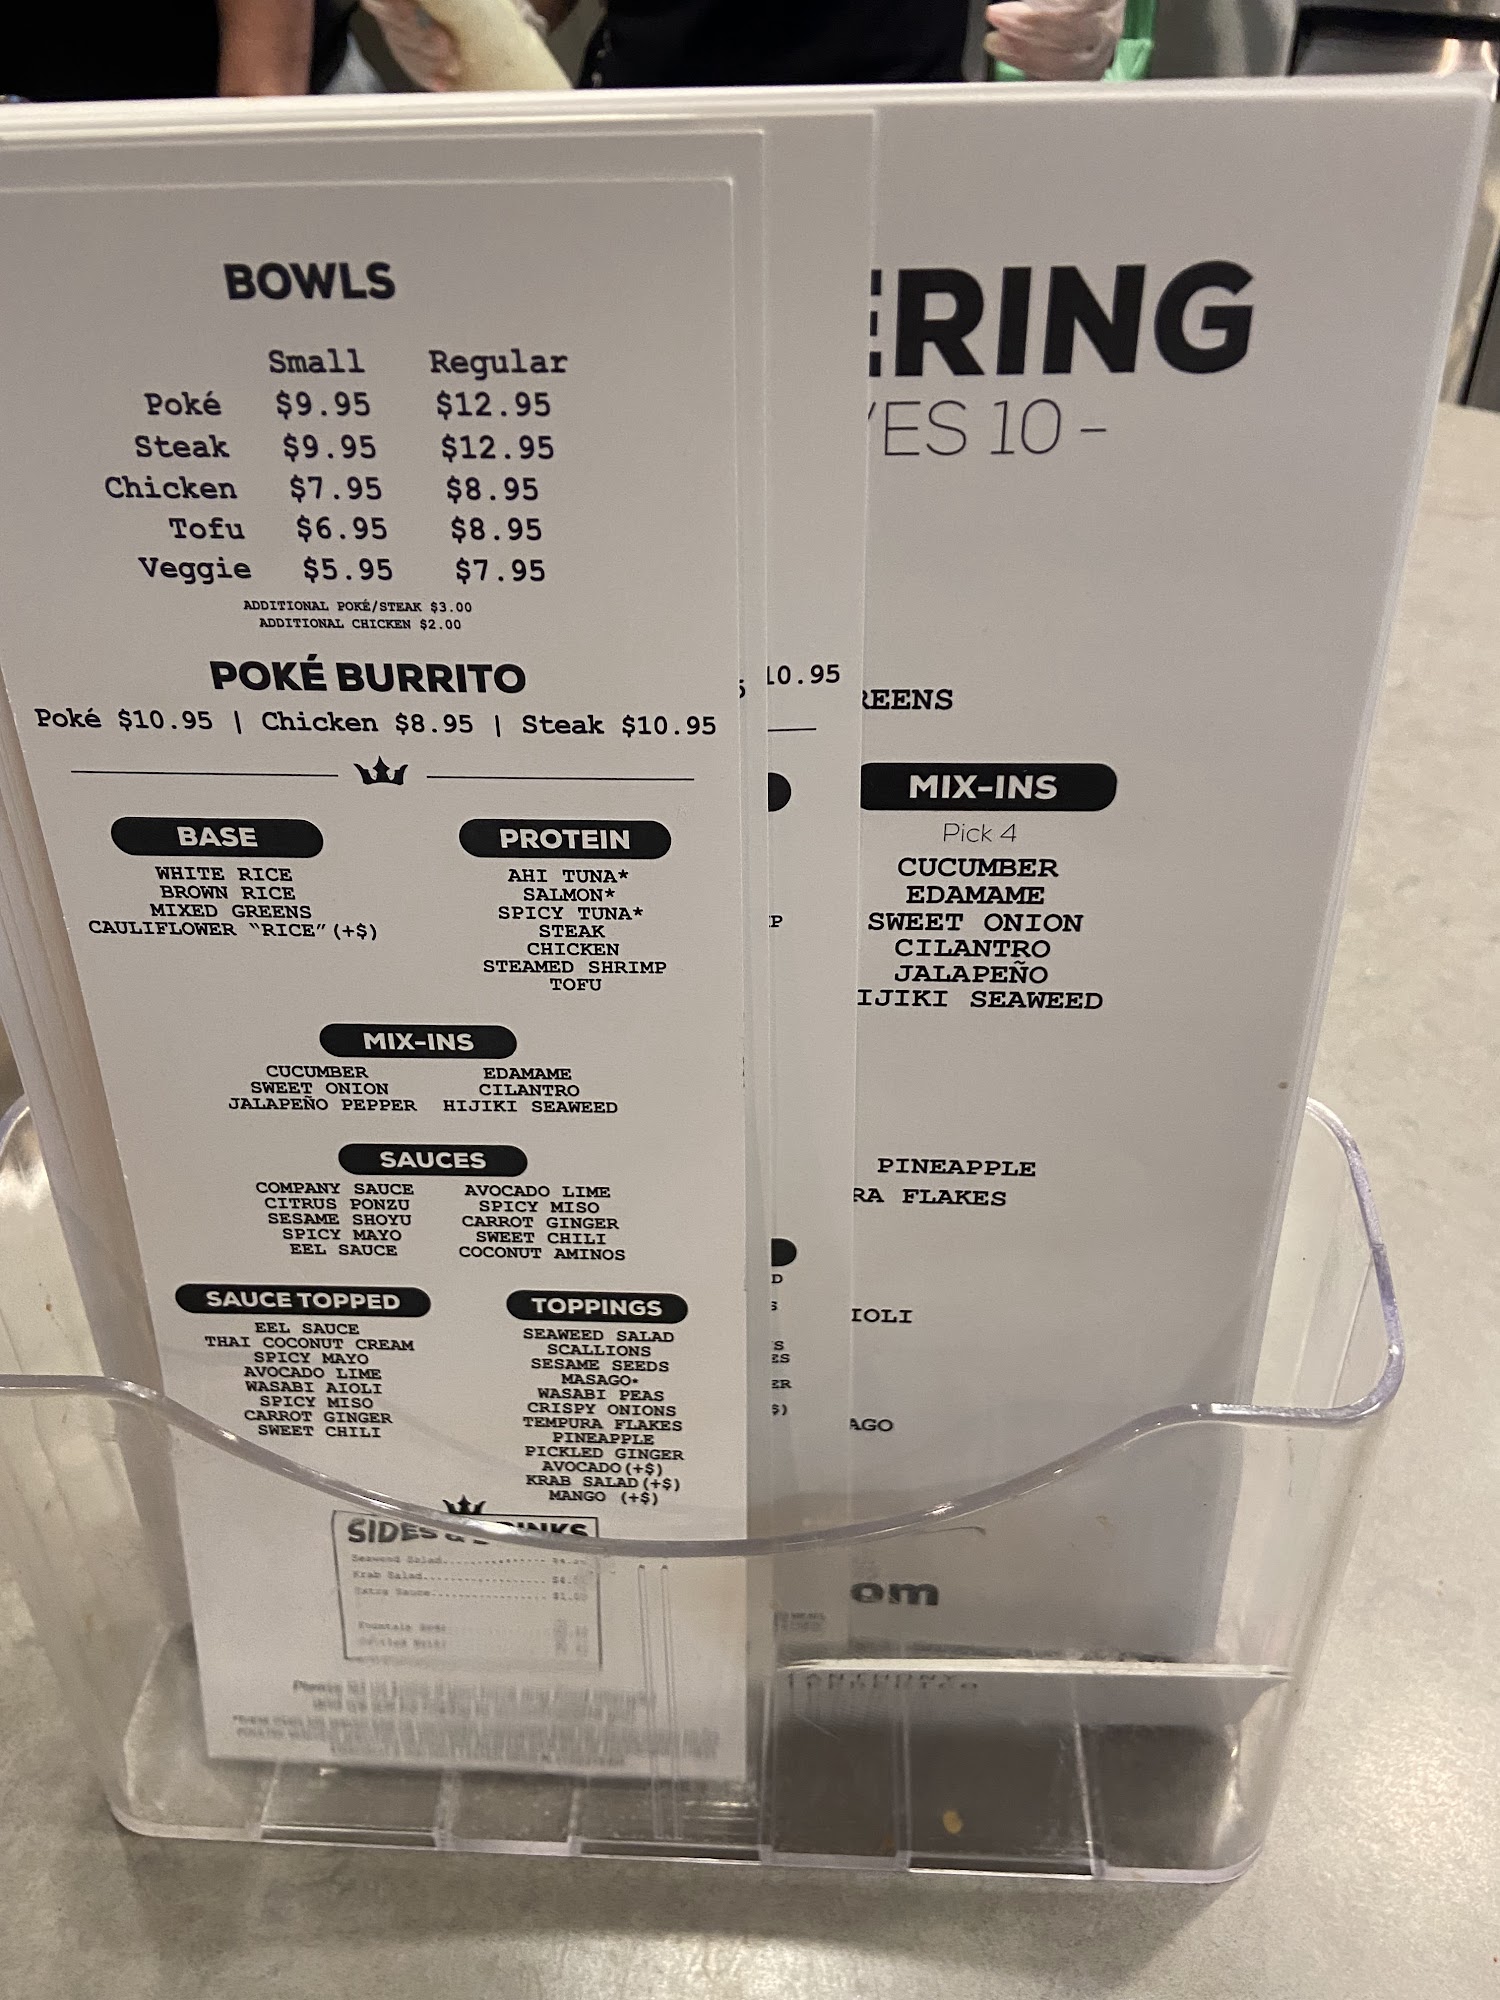 BOWLS
Small Regular
Poké $9.95 $12.95
Steak $9.95 $12.95
Chicken $7.95 $8.95
Tofu $6.95 $8.95
Veggie $5.95 $7.95
ADDITIONAL POKÉ/STEAK $3.00
ADDITIONAL CHICKEN $2.00
POKÉ BURRITO
Poké $10.95 | Chicken $8.95 | Steak $10.95
BASE
WHITE RICE
BROWN RICE
MIXED GREENS
CAULIFLOWER "RICE" (+$)
PROTEIN
AHI TUNA*
SALMON*
SPICY TUNA*
STEAK
CHICKEN
STEAMED SHRIMP
TOFU
MIX-INS
CUCUMBER EDAMAME
SWEET ONION CILANTRO
JALAPEÑO PEPPER HIJIKI SEAWEED
SAUCES
COMPANY SAUCE AVOCADO LIME
CITRUS PONZU SPICY MISO
SESAME SHOYU CARROT GINGER
SPICY MAYO SWEET CHILI
EEL SAUCE COCONUT AMINOS
SAUCE TOPPED
EEL SAUCE
THAI COCONUT CREAM
SPICY MAYO
AVOCADO LIME
WASABI AIOLI
SPICY MISO
CARROT GINGER
SWEET CHILI
TOPPINGS
SEAWEED SALAD
SCALLIONS
SESAME SEEDS
MASAGO*
WASABI PEAS
CRISPY ONIONS
TEMPURA FLAKES
PINEAPPLE
PICKLED GINGER
AVOCADO (+$)
KRAB SALAD (+$)
MANGO (+$)
SIDES &
Seaweed Salad
Krab Salad
Extra Sauce
10.95
ERING
VES 10 -
REENS
MIX-INS
Pick 4
CUCUMBER
EDAMAME
SWEET ONION
CILANTRO
JALAPEÑO
IJIKI SEAWEED
PINEAPPLE
RA FLAKES
IOLI
AGO
om